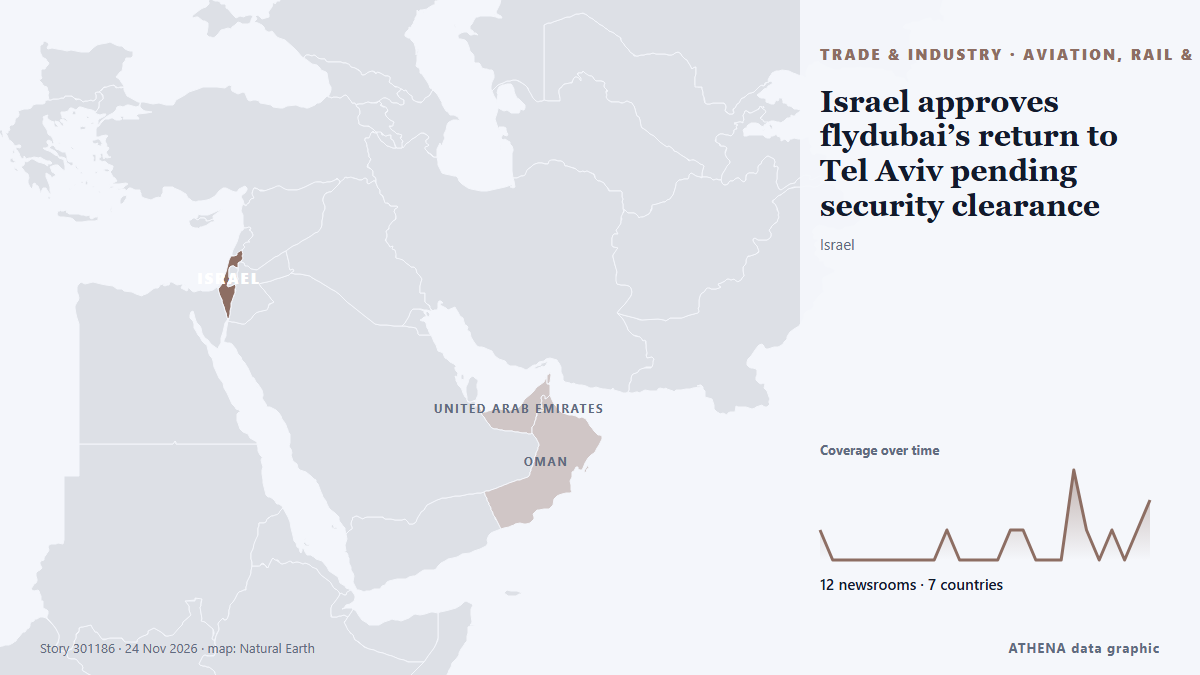 TRADE & INDUSTRY · AVIATION, RAIL &
Israel approves
flydubai’s return to
Tel Aviv pending
security clearance
Israel
ISRAEL
UNITED ARAB EMIRATES
OMAN
Coverage over time
12 newsrooms · 7 countries
Story 301186 · 24 Nov 2026 · map: Natural Earth
ATHENA data graphic